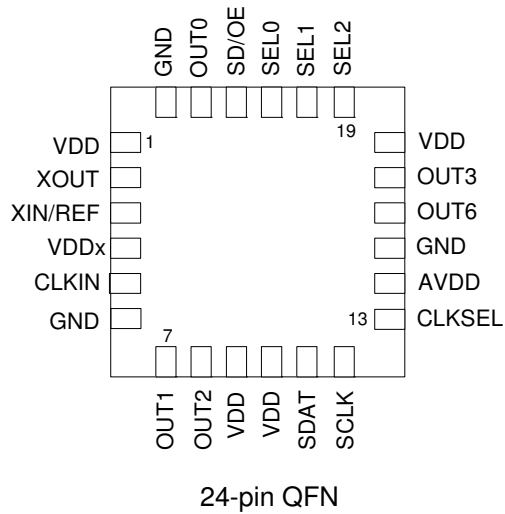 GND
OUT0
SD/OE
SEL0
SEL1
SEL2
19
VDD
1
XOUT
XIN/REF
VDDx
CLKIN
GND
VDD
OUT3
OUT6
GND
AVDD
13
CLKSEL
7
OUT1
OUT2
VDD
VDD
SDAT
SCLK
24-pin QFN